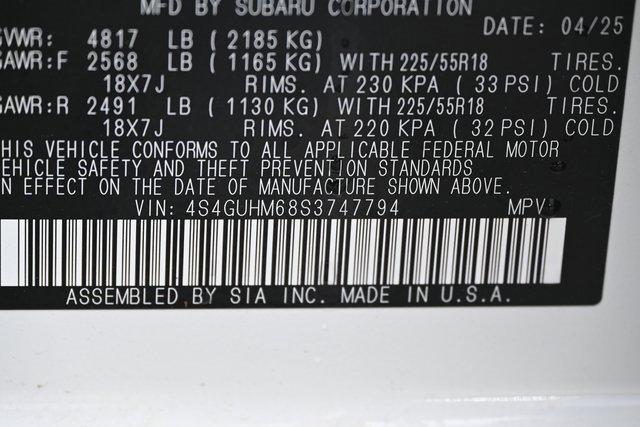 MFD BY SUBARU CORPORATION
DATE: 04/25
GVWR: 4817 LB ( 2185 KG)
GAWR:F 2568 LB ( 1165 KG) WITH 225/55R18 TIRES.
18X7J RIMS. AT 230 KPA ( 33 PSI) COLD
GAWR:R 2491 LB ( 1130 KG) WITH 225/55R18 TIRES.
18X7J RIMS. AT 220 KPA ( 32 PSI) COLD
THIS VEHICLE CONFORMS TO ALL APPLICABLE FEDERAL MOTOR
VEHICLE SAFETY AND THEFT PREVENTION STANDARDS
IN EFFECT ON THE DATE OF MANUFACTURE SHOWN ABOVE.
VIN: 4S4GUHM68S3747794 MPV
ASSEMBLED BY SIA INC. MADE IN U.S.A.